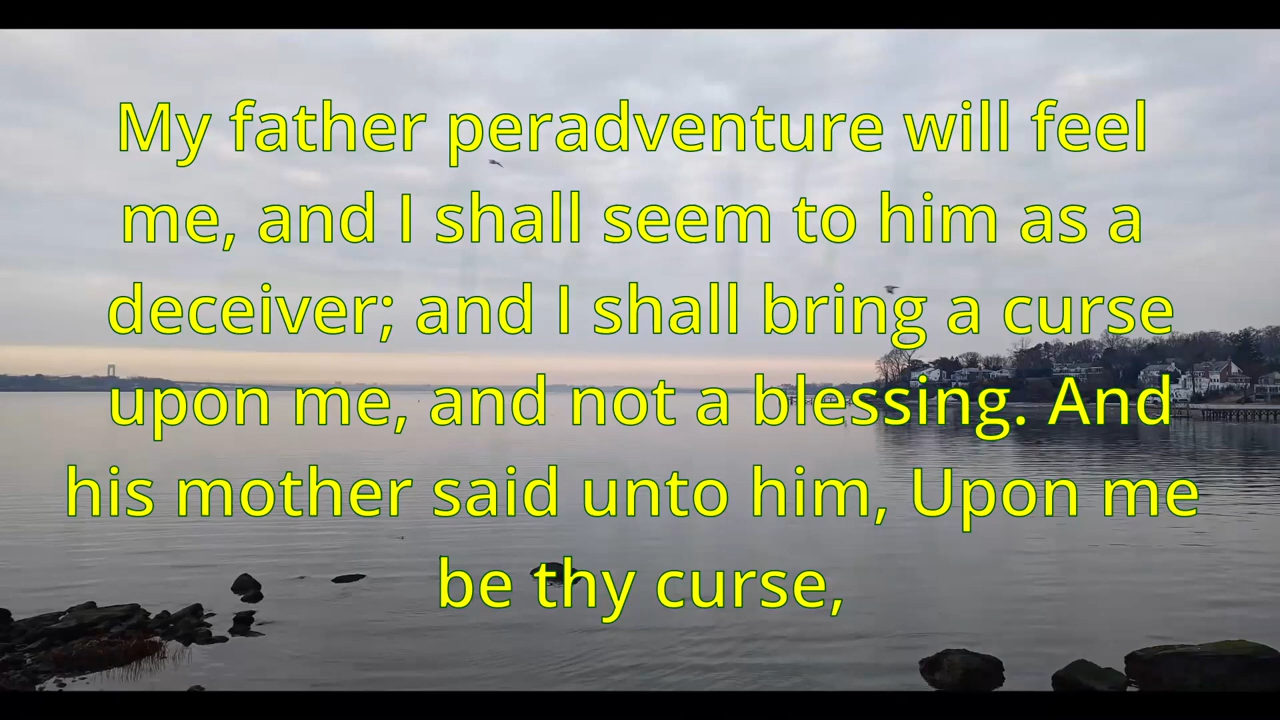 My father peradventure will feel
me, and I shall seem to him as a
deceiver; and I shall bring a curse
upon me, and not a blessing. And
his mother said unto him, Upon me
be thy curse,